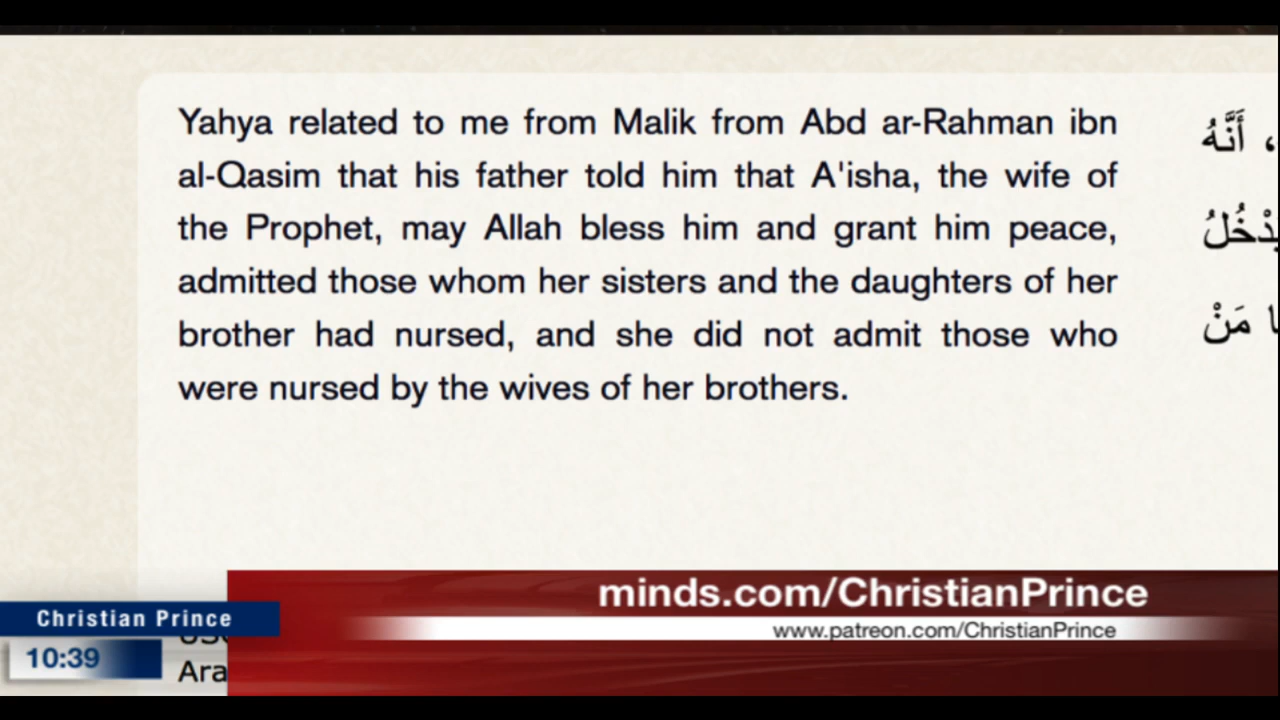 Yahya related to me from Malik from Abd ar-Rahman ibn
al-Qasim that his father told him that A'isha, the wife of
the Prophet, may Allah bless him and grant him peace,
admitted those whom her sisters and the daughters of her
brother had nursed, and she did not admit those who
were nursed by the wives of her brothers.
، أَنَّهُ
يَدْخُلُ
مَنْ
minds.com/ChristianPrince
www.patreon.com/ChristianPrince
Christian Prince
10:39
Ara